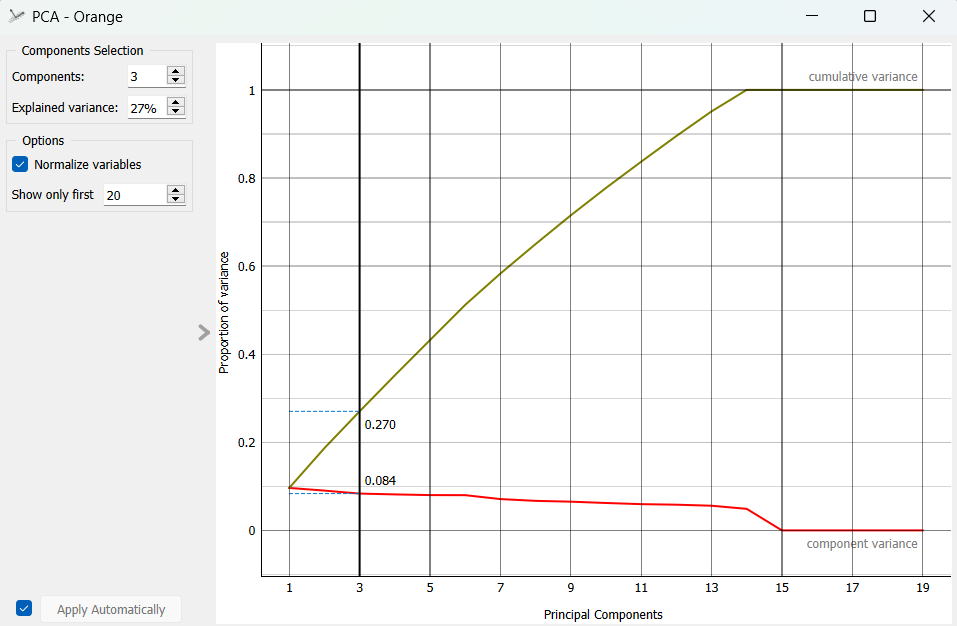 PCA - Orange
Components Selection
Components: 3
Explained variance: 27%
Options
Normalize variables
Show only first 20
Apply Automatically
cumulative variance
1
0.8
0.6
0.4
0.2
0
Proportion of variance
0.270
0.084
component variance
1 3 5 7 9 11 13 15 17 19
Principal Components